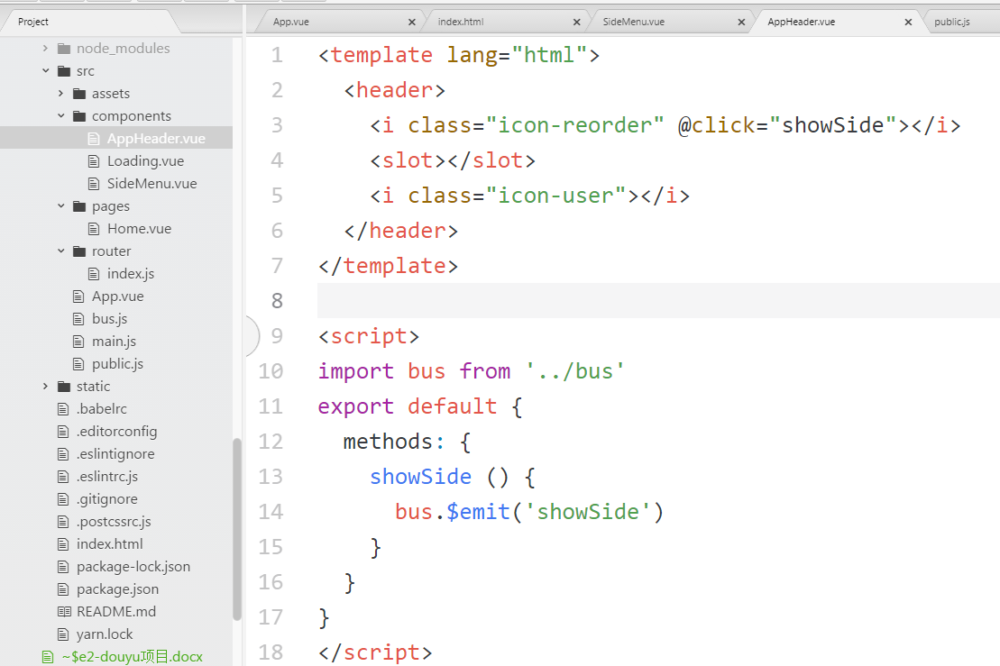 Project
node_modules
src
assets
components
AppHeader.vue
Loading.vue
SideMenu.vue
pages
Home.vue
router
index.js
App.vue
bus.js
main.js
public.js
static
.babelrc
.editorconfig
.eslintignore
.eslintrc.js
.gitignore
.postcssrc.js
index.html
package-lock.json
package.json
README.md
yarn.lock
~$e2-douyu项目.docx
App.vue × index.html × SideMenu.vue × AppHeader.vue × public.js
1 <template lang="html">
2   <header>
3     <i class="icon-reorder" @click="showSide"></i>
4     <slot></slot>
5     <i class="icon-user"></i>
6   </header>
7 </template>
8
9 <script>
10 import bus from '../bus'
11 export default {
12   methods: {
13     showSide () {
14       bus.$emit('showSide')
15     }
16   }
17 }
18 </script>